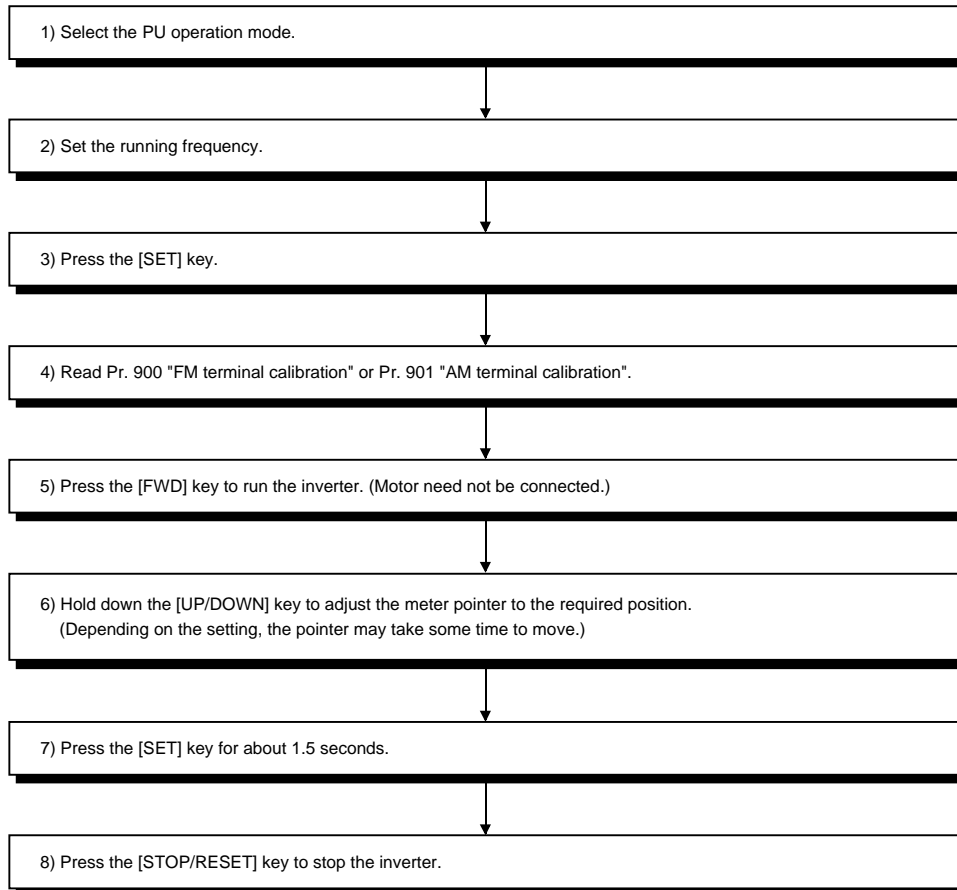 1) Select the PU operation mode.
2) Set the running frequency.
3) Press the [SET] key.
4) Read Pr. 900 "FM terminal calibration" or Pr. 901 "AM terminal calibration".
5) Press the [FWD] key to run the inverter. (Motor need not be connected.)
6) Hold down the [UP/DOWN] key to adjust the meter pointer to the required position.
(Depending on the setting, the pointer may take some time to move.)
7) Press the [SET] key for about 1.5 seconds.
8) Press the [STOP/RESET] key to stop the inverter.